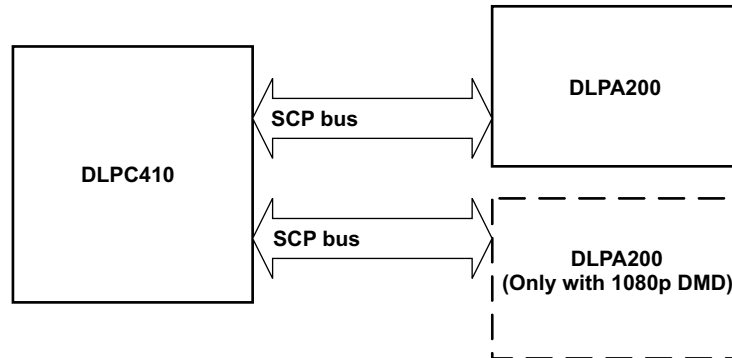 DLPC410
SCP bus
DLPA200
SCP bus
DLPA200
(Only with 1080p DMD)